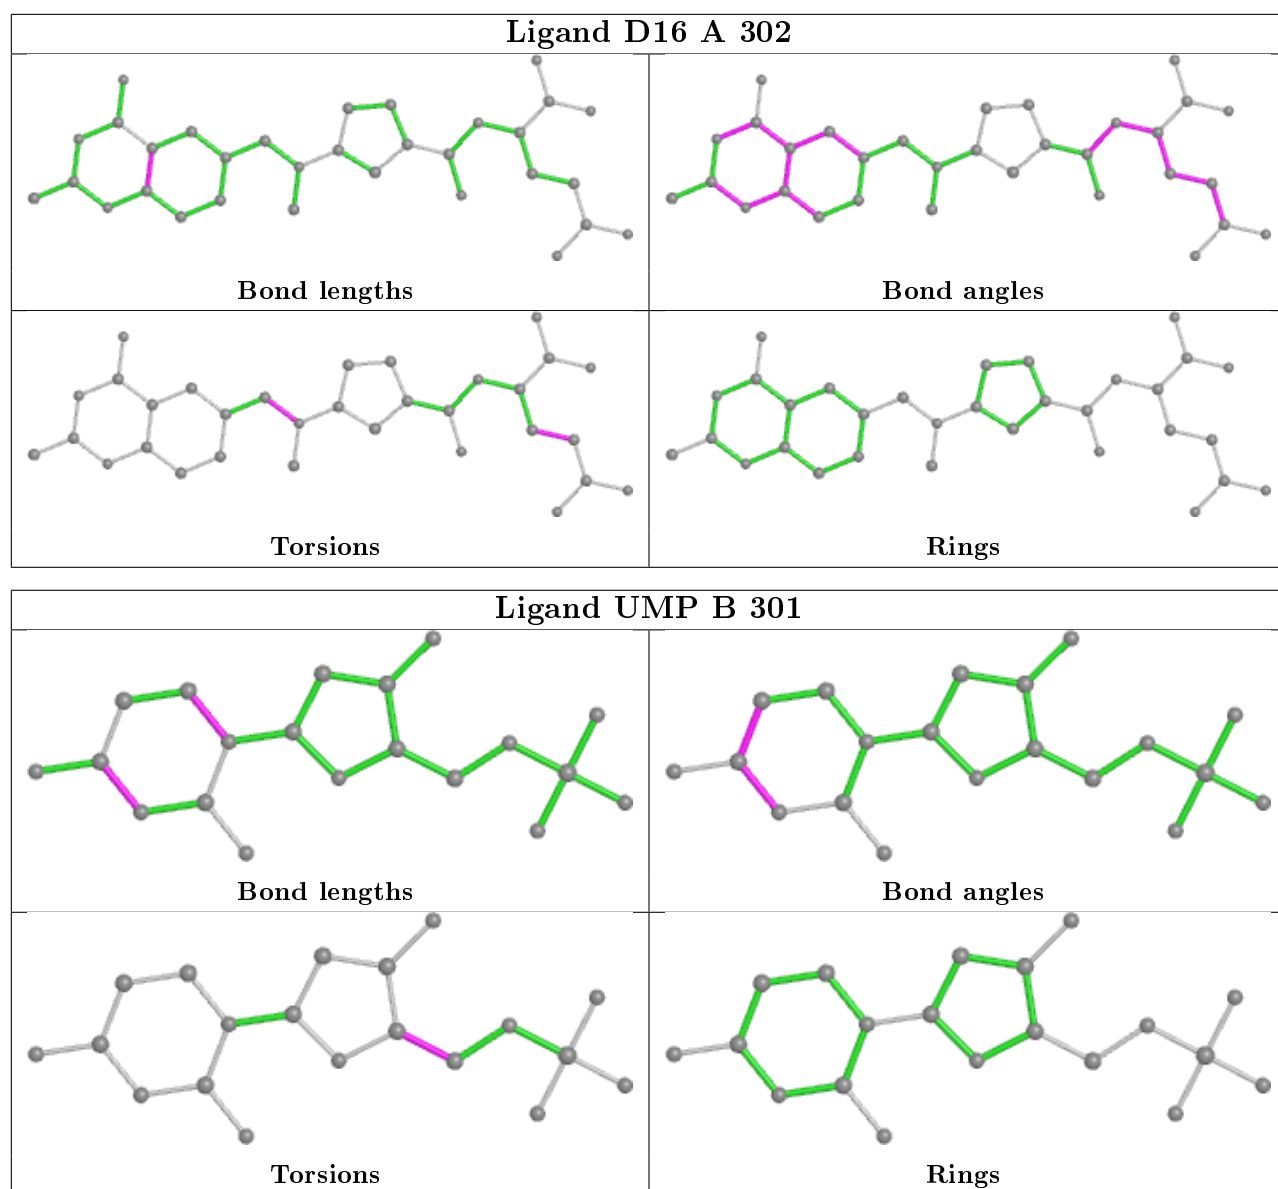 Ligand D16 A 302
Bond lengths
Bond angles
Torsions
Rings
Ligand UMP B 301
Bond lengths
Bond angles
Torsions
Rings